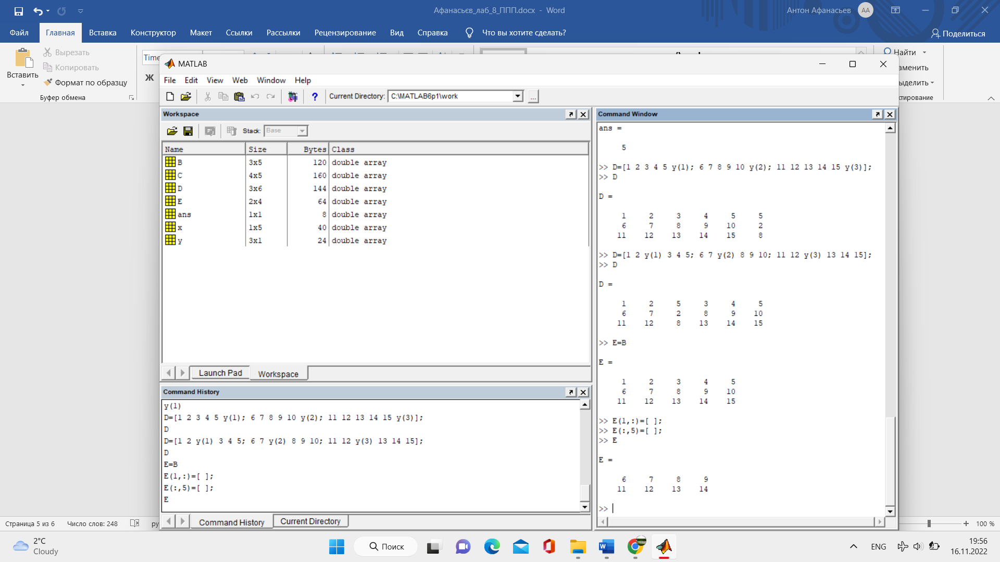 Афанасьєв_лаб_8_ППП.docx - Word
Антон Афанасьев
АА
Файл
Главная
Вставка
Конструктор
Макет
Ссылки
Рассылки
Рецензирование
Вид
Справка
Что вы хотите сделать?
Поделиться
Вставить
Вырезать
Копировать
Формат по образцу
Буфер обмена
Time
Ж
Найти
аменить
ыделить
ктирование
MATLAB
File Edit View Web Window Help
Current Directory: C:\MATLAB6p1\work
...
Workspace
Stack: Base
Name Size Bytes Class
B 3x5 120 double array
C 4x5 160 double array
D 3x6 144 double array
E 2x4 64 double array
ans 1x1 8 double array
x 1x5 40 double array
y 3x1 24 double array
Launch Pad
Workspace
Command History
y(1)
D=[1 2 3 4 5 y(1); 6 7 8 9 10 y(2); 11 12 13 14 15 y(3)];
D
D=[1 2 y(1) 3 4 5; 6 7 y(2) 8 9 10; 11 12 y(3) 13 14 15];
D
E=B
E(1,:)=[ ];
E(:,5)=[ ];
E
Command History
Current Directory
Command Window
ans =
5
>> D=[1 2 3 4 5 y(1); 6 7 8 9 10 y(2); 11 12 13 14 15 y(3)];
>> D
D =
1 2 3 4 5 5
6 7 8 9 10 2
11 12 13 14 15 8
>> D=[1 2 y(1) 3 4 5; 6 7 y(2) 8 9 10; 11 12 y(3) 13 14 15];
>> D
D =
1 2 5 3 4 5
6 7 2 8 9 10
11 12 8 13 14 15
>> E=B
E =
1 2 3 4 5
6 7 8 9 10
11 12 13 14 15
>> E(1,:)=[ ];
>> E(:,5)=[ ];
>> E
E =
6 7 8 9
11 12 13 14
>>
Страница 5 из 6
Число слов: 248
ру
100 %
2°C
Cloudy
Поиск
ENG
19:56
16.11.2022